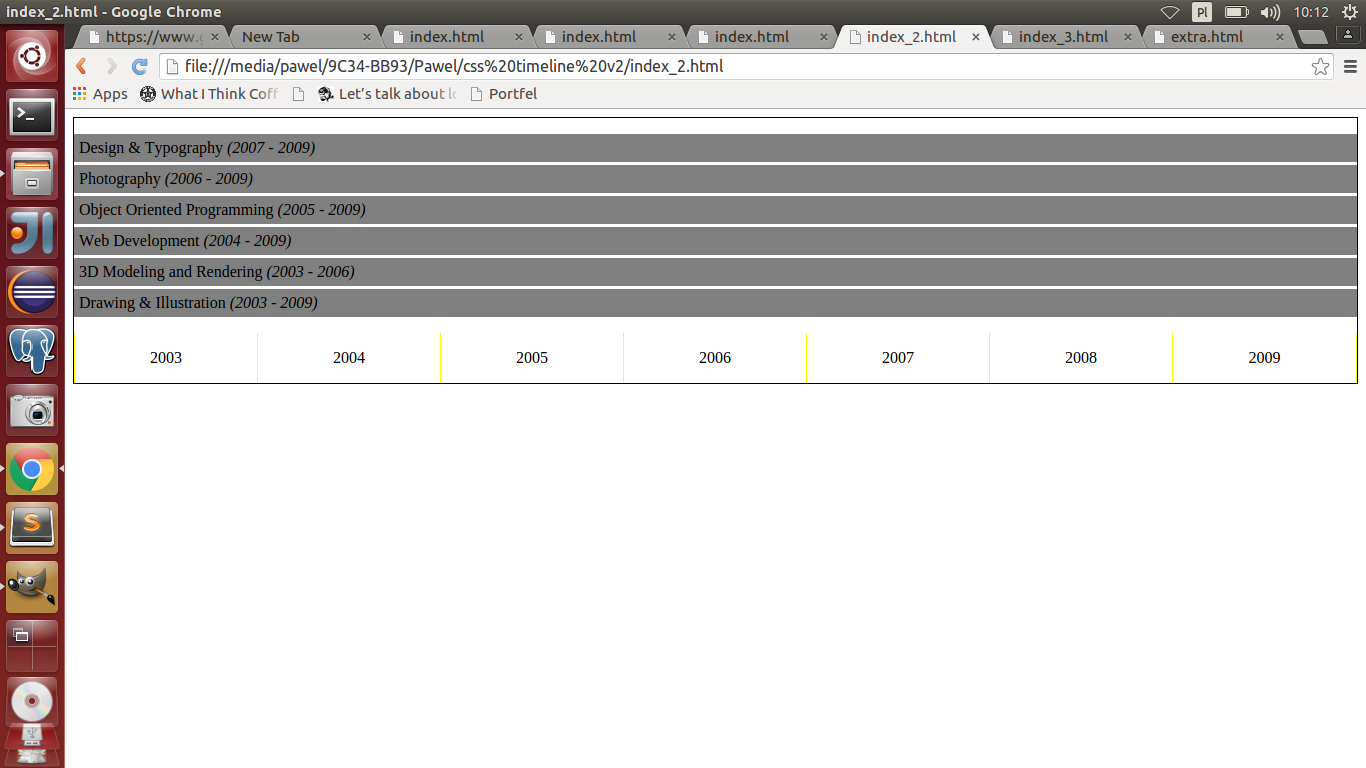 index_2.html - Google Chrome
Pl
10:12
https://www.g
New Tab
index.html
index.html
index.html
index_2.html
index_3.html
extra.html
file:///media/pawel/9C34-BB93/Pawel/css%20timeline%20v2/index_2.html
Apps
What I Think Coff
Let's talk about lo
Portfel
Design & Typography (2007 - 2009)
Photography (2006 - 2009)
Object Oriented Programming (2005 - 2009)
Web Development (2004 - 2009)
3D Modeling and Rendering (2003 - 2006)
Drawing & Illustration (2003 - 2009)
2003 2004 2005 2006 2007 2008 2009